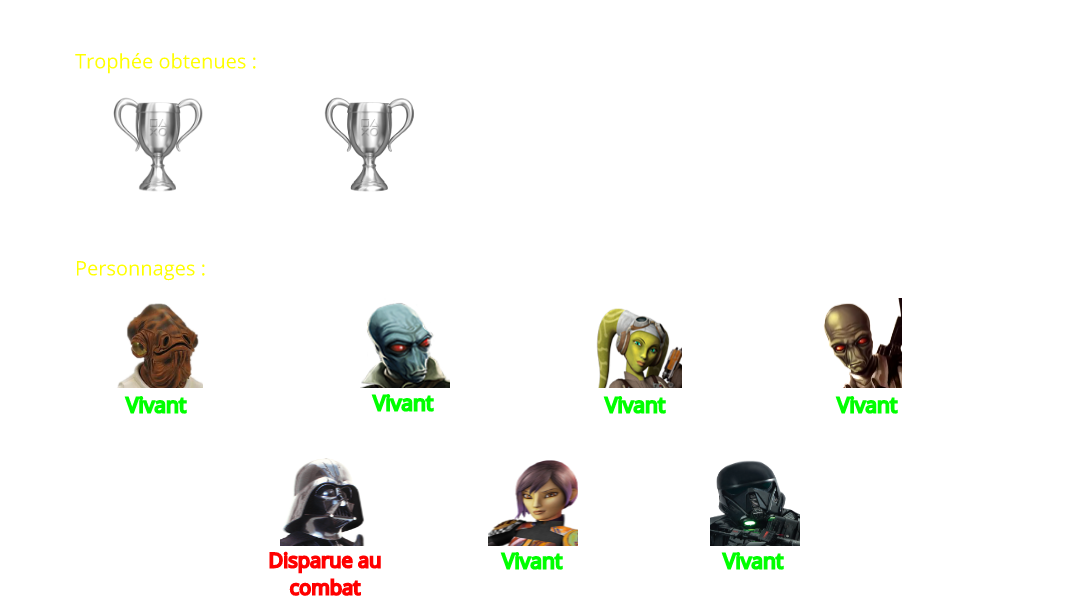 Trophée obtenues :
Personnages :
Vivant
Vivant
Vivant
Vivant
Disparue au
combat
Vivant
Vivant